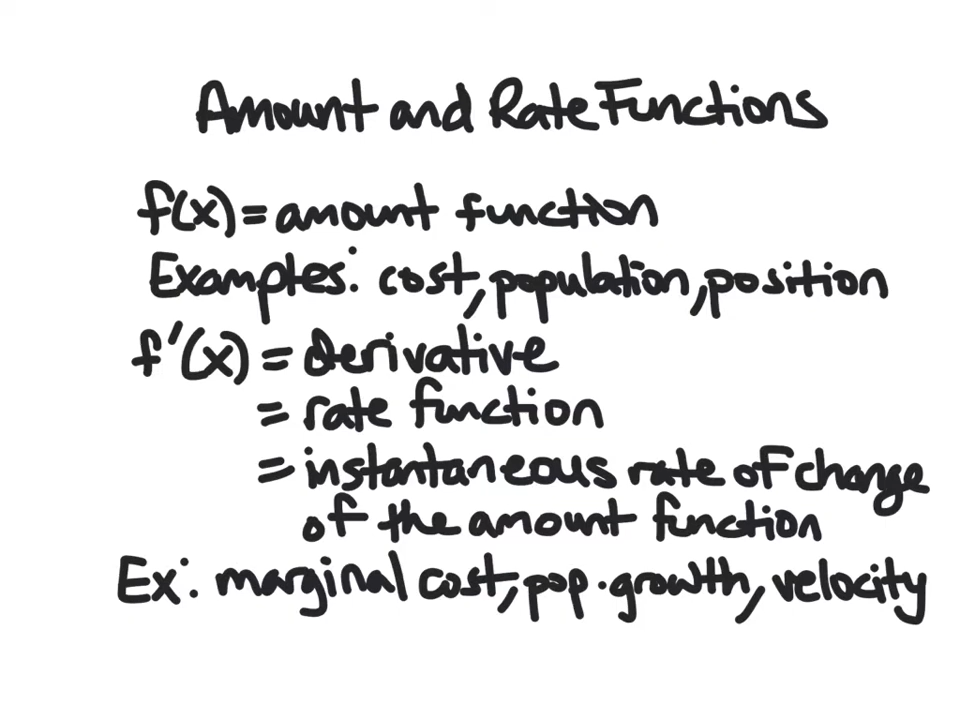 Amount and Rate Functions
f(x) = amount function
Examples: cost, population, position
f'(x) = derivative
= rate function
= instantaneous rate of change
of the amount function
Ex: marginal cost, pop. growth, velocity